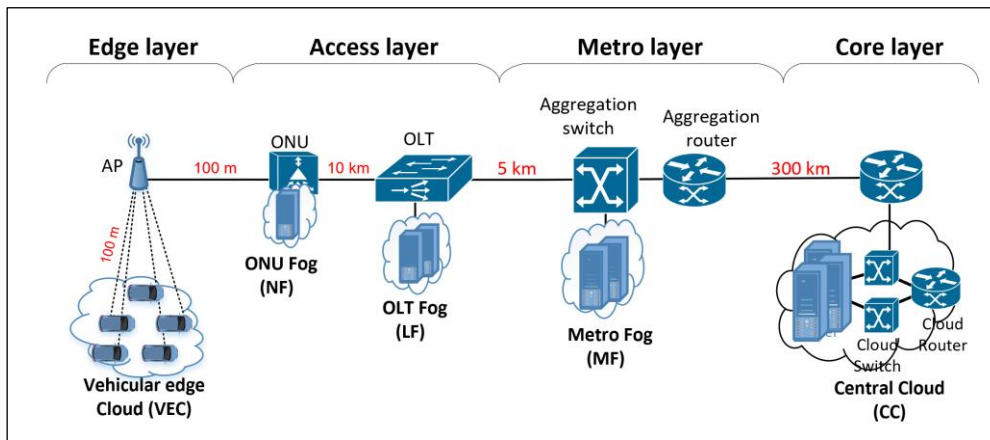 Edge layer
Access layer
Metro layer
Core layer
Aggregation
switch
Aggregation
router
AP
ONU
OLT
100 m
10 km
5 km
300 km
100 m
ONU Fog
(NF)
OLT Fog
(LF)
Metro Fog
(MF)
Vehicular edge
Cloud (VEC)
Cloud
Switch
Cloud
Router
Central Cloud
(CC)